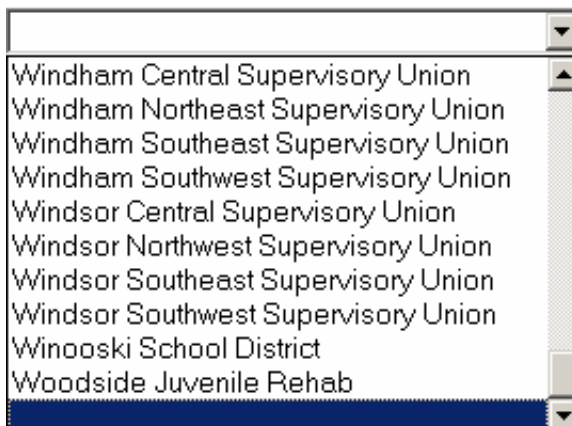 Windham Central Supervisory Union
Windham Northeast Supervisory Union
Windham Southeast Supervisory Union
Windham Southwest Supervisory Union
Windsor Central Supervisory Union
Windsor Northwest Supervisory Union
Windsor Southeast Supervisory Union
Windsor Southwest Supervisory Union
Winooski School District
Woodside Juvenile Rehab